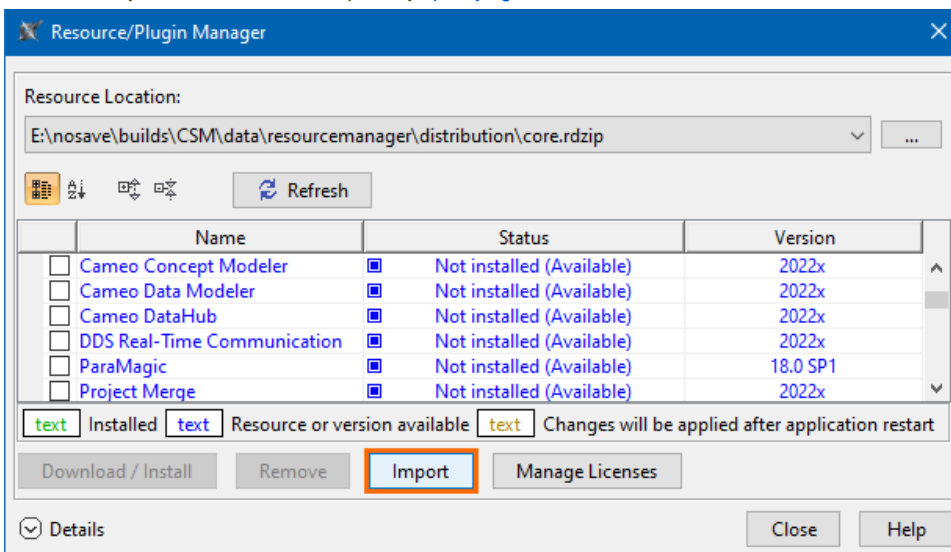 Resource/Plugin Manager
Resource Location:
E:\nosave\builds\CSM\data\resourcemanager\distribution\core.rdzip
...
Refresh
Name Status Version
Cameo Concept Modeler Not installed (Available) 2022x
Cameo Data Modeler Not installed (Available) 2022x
Cameo DataHub Not installed (Available) 2022x
DDS Real-Time Communication Not installed (Available) 2022x
ParaMagic Not installed (Available) 18.0 SP1
Project Merge Not installed (Available) 2022x
text Installed text Resource or version available text Changes will be applied after application restart
Download / Install Remove Import Manage Licenses
Details Close Help